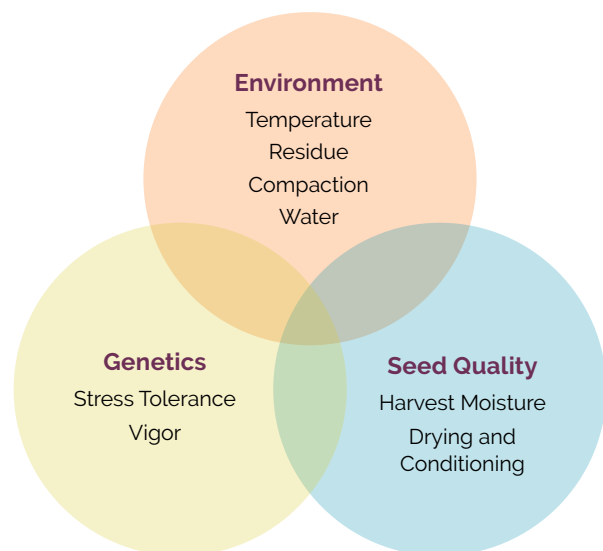 Environment
Temperature
Residue
Compaction
Water
Genetics
Stress Tolerance
Vigor
Seed Quality
Harvest Moisture
Drying and
Conditioning